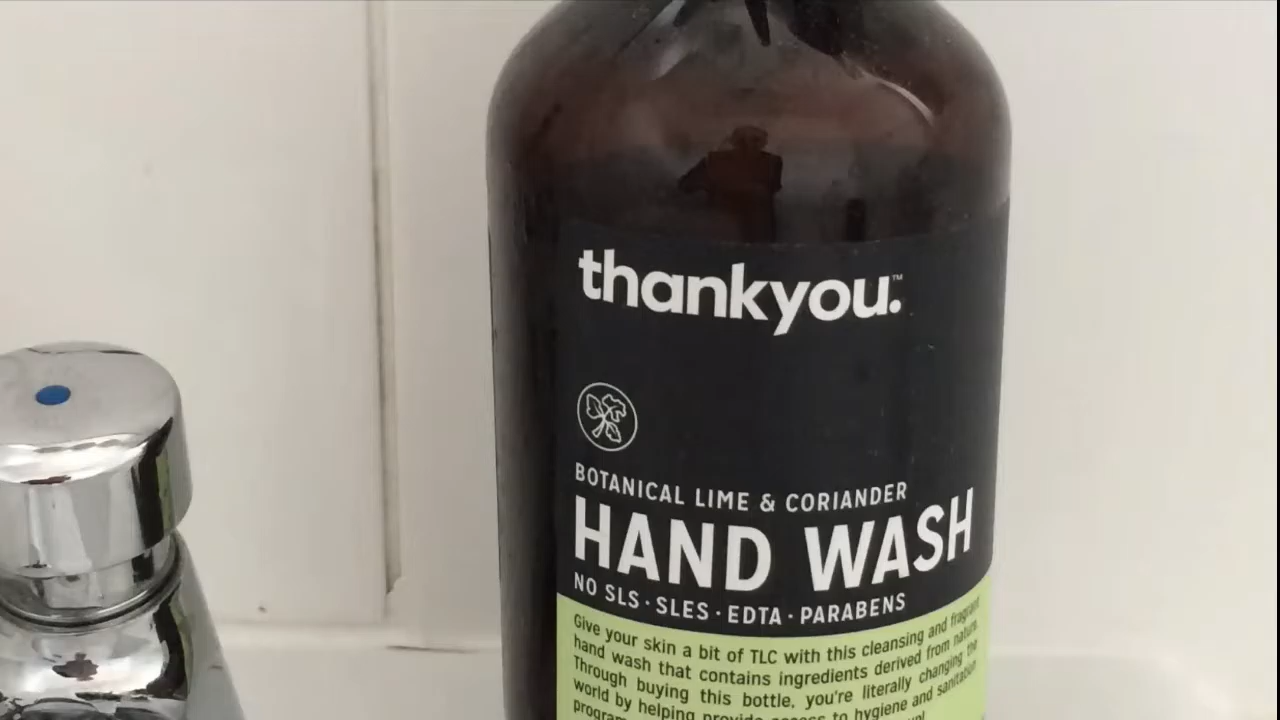 thankyou.™
BOTANICAL LIME & CORIANDER
HAND WASH
NO SLS · SLES · EDTA · PARABENS
Give your skin a bit of TLC with this cleansing and fragrant
hand wash that contains ingredients derived from nature.
Through buying this bottle, you're literally changing the
world by helping provide access to hygiene and sanitation